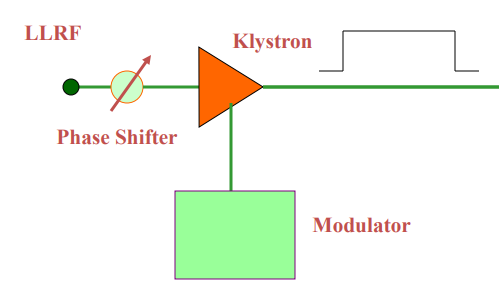 LLRF
Klystron
Phase Shifter
Modulator